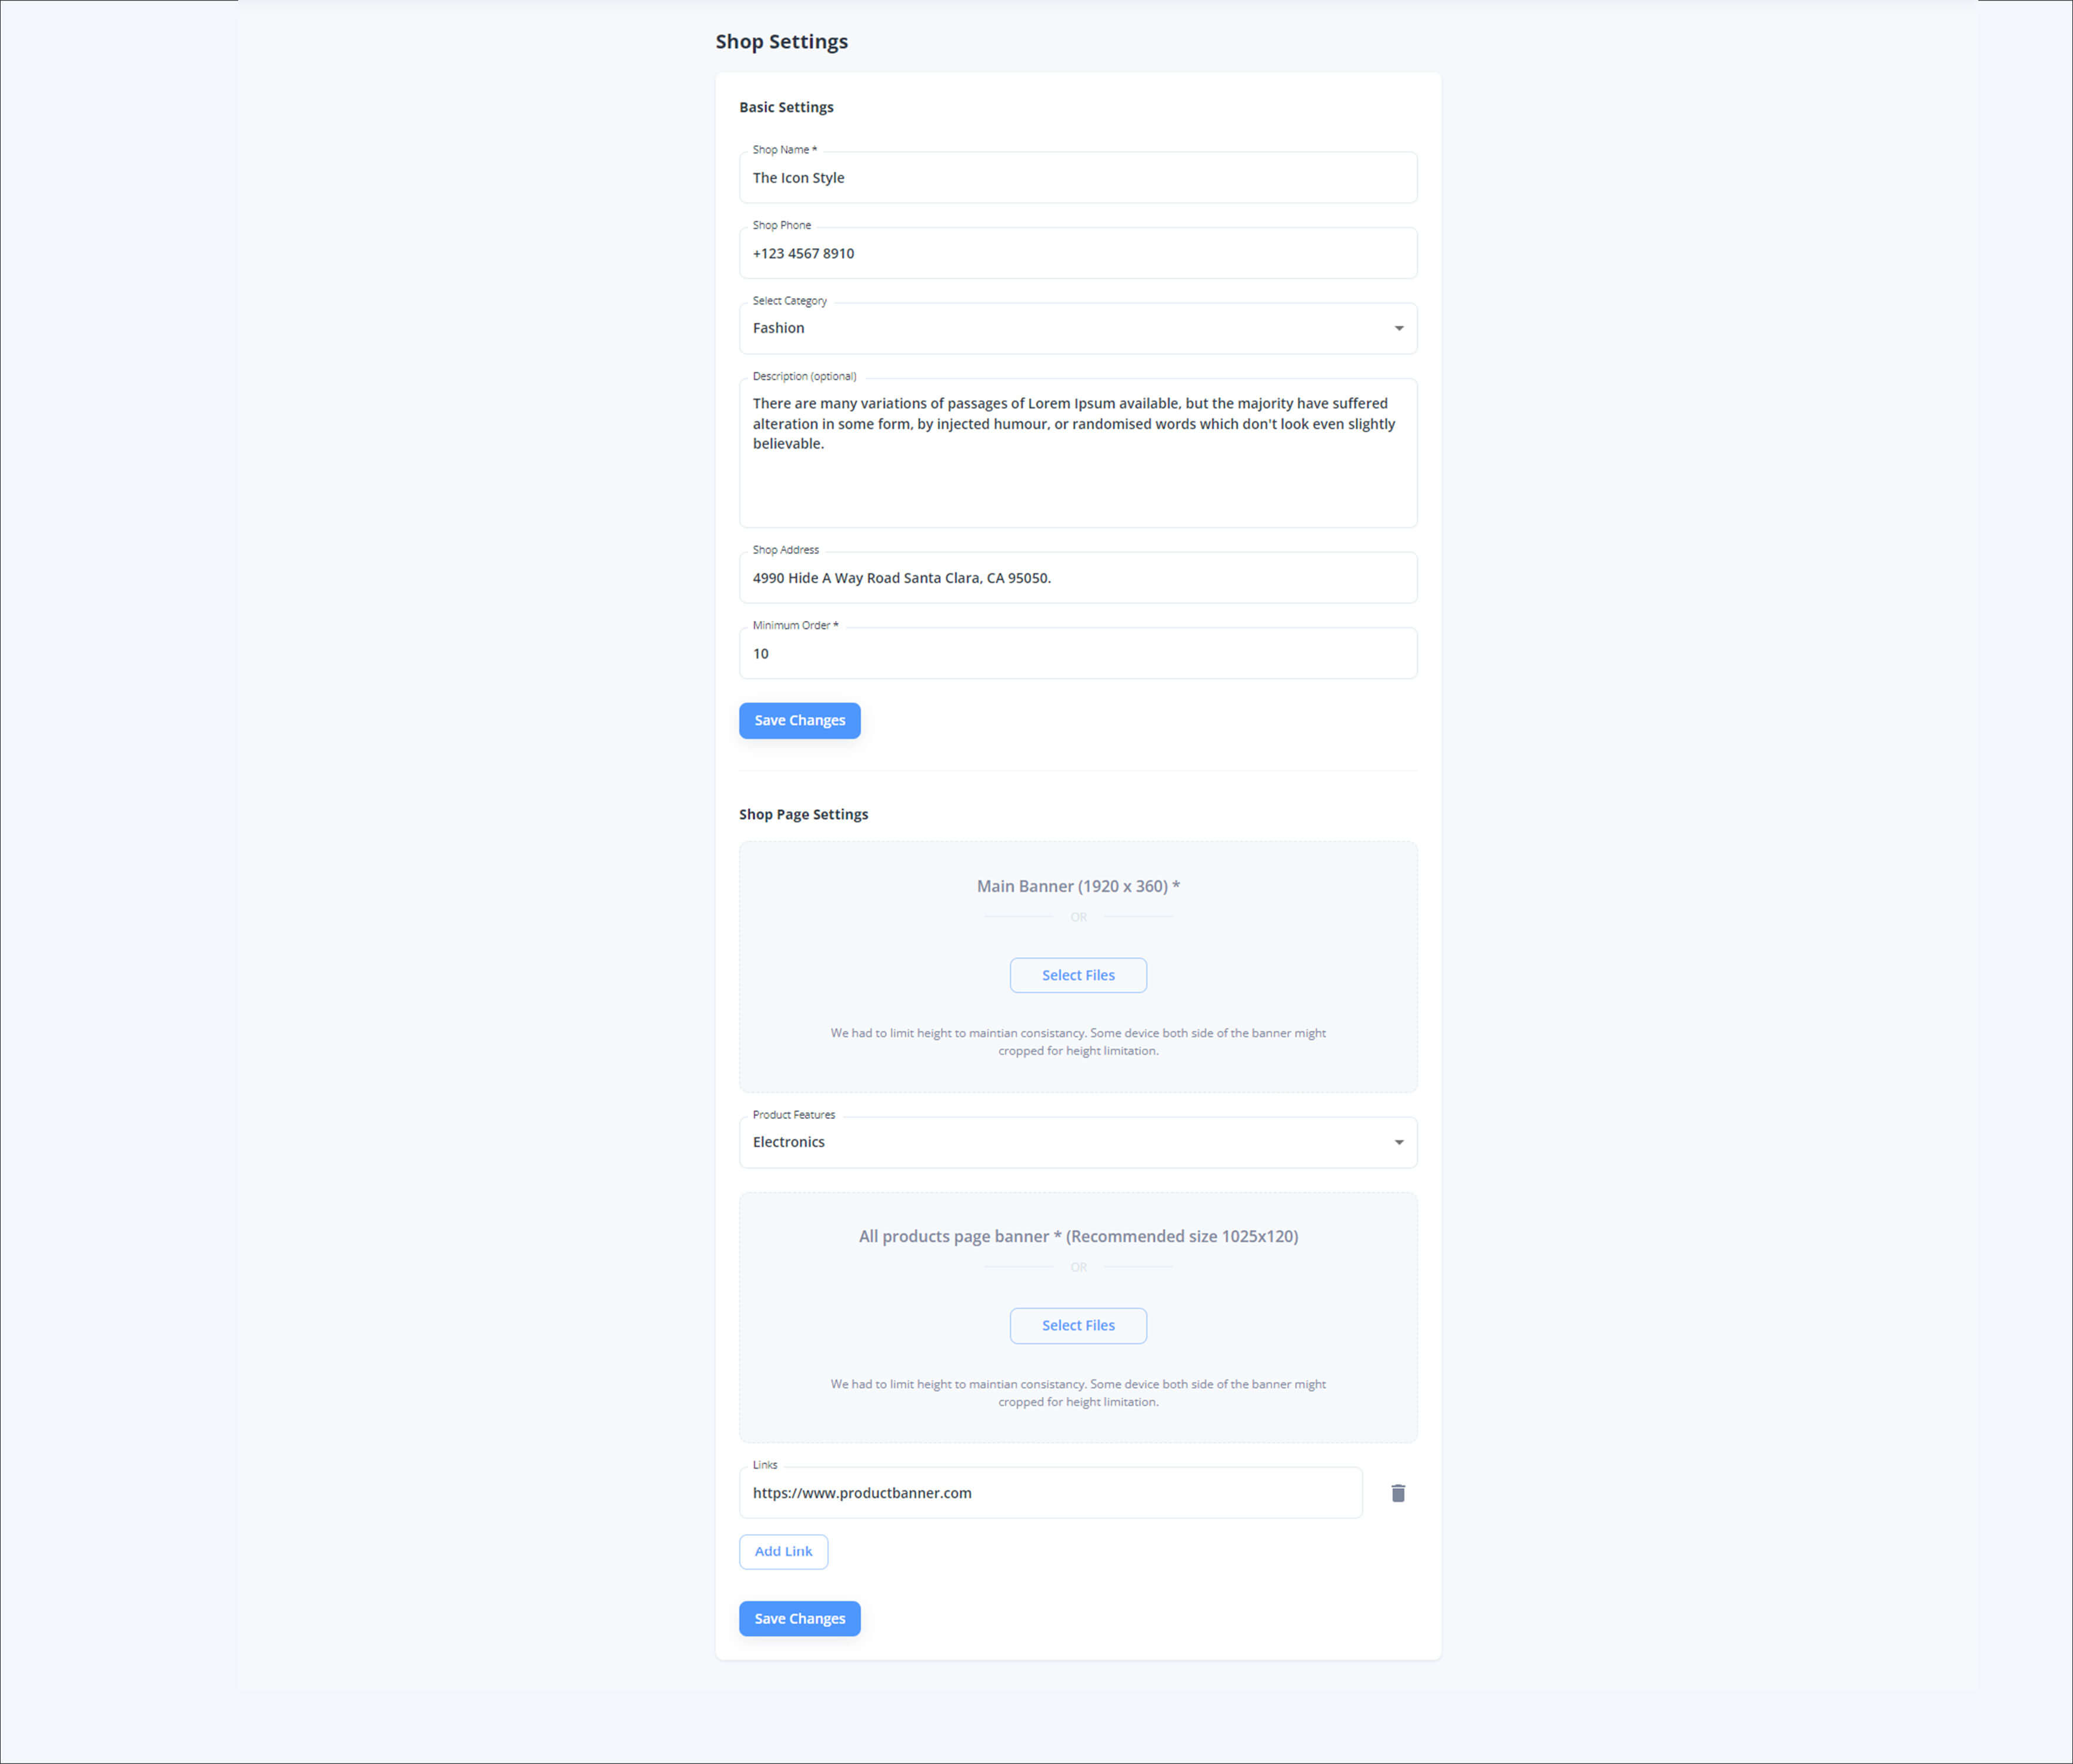 Shop Settings
Basic Settings
Shop Name *
The Icon Style
Shop Phone
+123 4567 8910
Select Category
Fashion
Description (optional)
There are many variations of passages of Lorem Ipsum available, but the majority have suffered
alteration in some form, by injected humour, or randomised words which don't look even slightly
believable.
Shop Address
4990 Hide A Way Road Santa Clara, CA 95050.
Minimum Order *
10
Save Changes
Shop Page Settings
Main Banner (1920 x 360) *
OR
Select Files
We had to limit height to maintian consistancy. Some device both side of the banner might
cropped for height limitation.
Product Features
Electronics
All products page banner * (Recommended size 1025x120)
OR
Select Files
We had to limit height to maintian consistancy. Some device both side of the banner might
cropped for height limitation.
Links
https://www.productbanner.com
Add Link
Save Changes